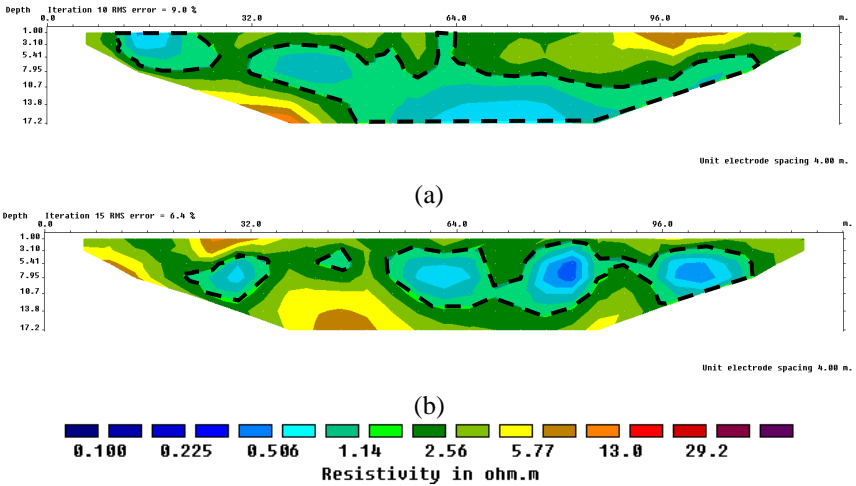 Depth Iteration 10 RMS error = 9.0 %
0.0 32.0 64.0 96.0 m.
1.00
3.10
5.41
7.95
10.7
13.8
17.2
Unit electrode spacing 4.00 m.
(a)
Depth Iteration 15 RMS error = 6.4 %
0.0 32.0 64.0 96.0 m.
1.00
3.10
5.41
7.95
10.7
13.8
17.2
Unit electrode spacing 4.00 m.
(b)
0.100 0.225 0.506 1.14 2.56 5.77 13.0 29.2
Resistivity in ohm.m